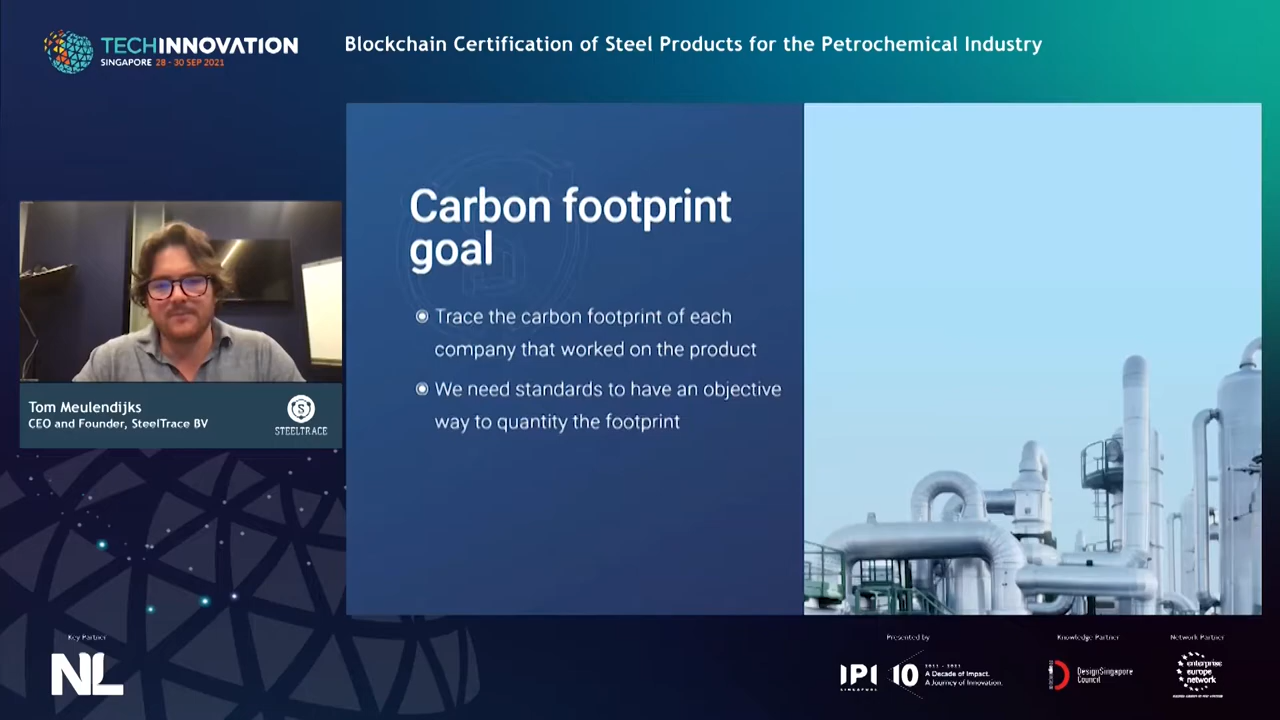 TECHINNOVATION
SINGAPORE 28 - 30 SEP 2021
Blockchain Certification of Steel Products for the Petrochemical Industry
Carbon footprint
goal
Trace the carbon footprint of each
company that worked on the product
We need standards to have an objective
way to quantity the footprint
Tom Meulendijks
CEO and Founder, SteelTrace BV
S
STEELTRACE
Key Partner
NL
Presented by
IPI
SINGAPORE
10
2011 - 2021
A Decade of Impact.
A Journey of Innovation.
Knowledge Partner
DesignSingapore
Council
Network Partner
enterprise
europe
network